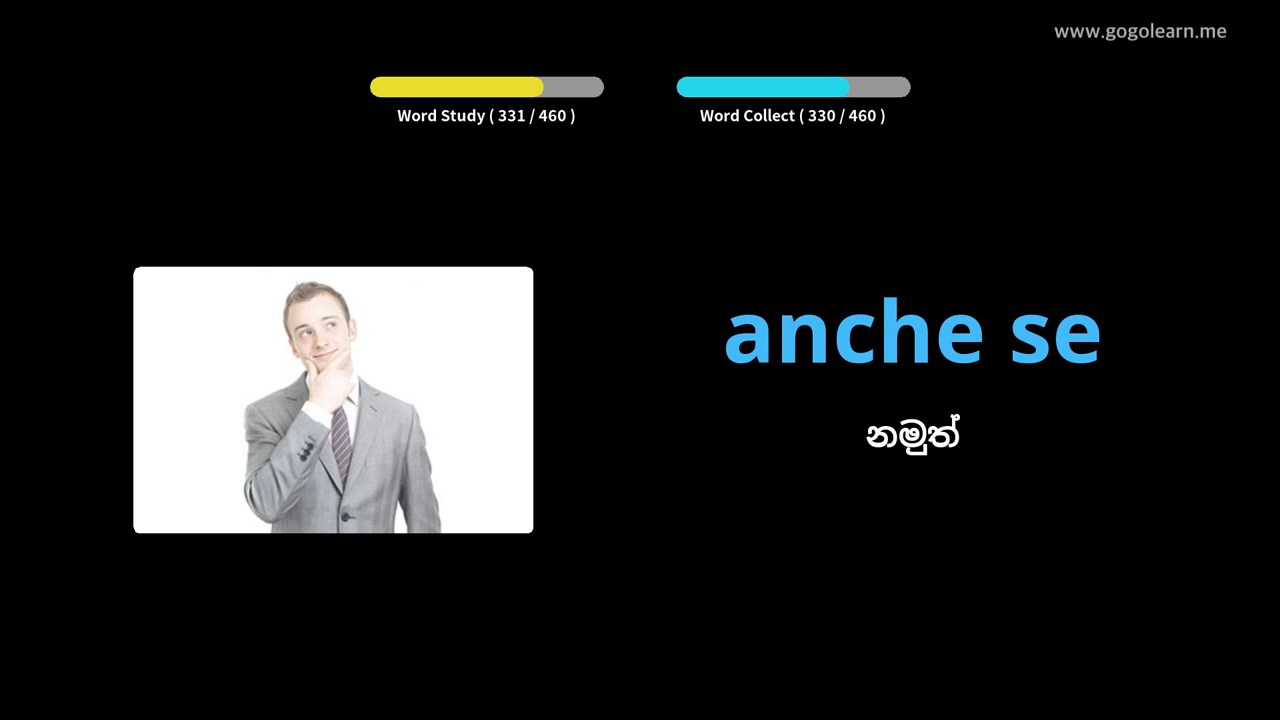 www.gogolearn.me
Word Study ( 331 / 460 )
Word Collect ( 330 / 460 )
anche se
නමුත්